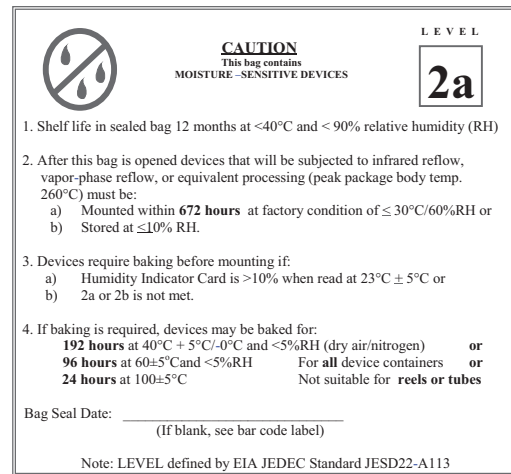 LEVEL
CAUTION
This bag contains
MOISTURE –SENSITIVE DEVICES
2a
1. Shelf life in sealed bag 12 months at <40°C and < 90% relative humidity (RH)
2. After this bag is opened devices that will be subjected to infrared reflow,
vapor-phase reflow, or equivalent processing (peak package body temp.
260°C) must be:
a) Mounted within 672 hours at factory condition of ≤ 30°C/60%RH or
b) Stored at ≤10% RH.
3. Devices require baking before mounting if:
a) Humidity Indicator Card is >10% when read at 23°C ± 5°C or
b) 2a or 2b is not met.
4. If baking is required, devices may be baked for:
192 hours at 40°C + 5°C/-0°C and <5%RH (dry air/nitrogen) or
96 hours at 60±5°Cand <5%RH For all device containers or
24 hours at 100±5°C Not suitable for reels or tubes
Bag Seal Date: ____________________________
(If blank, see bar code label)
Note: LEVEL defined by EIA JEDEC Standard JESD22-A113